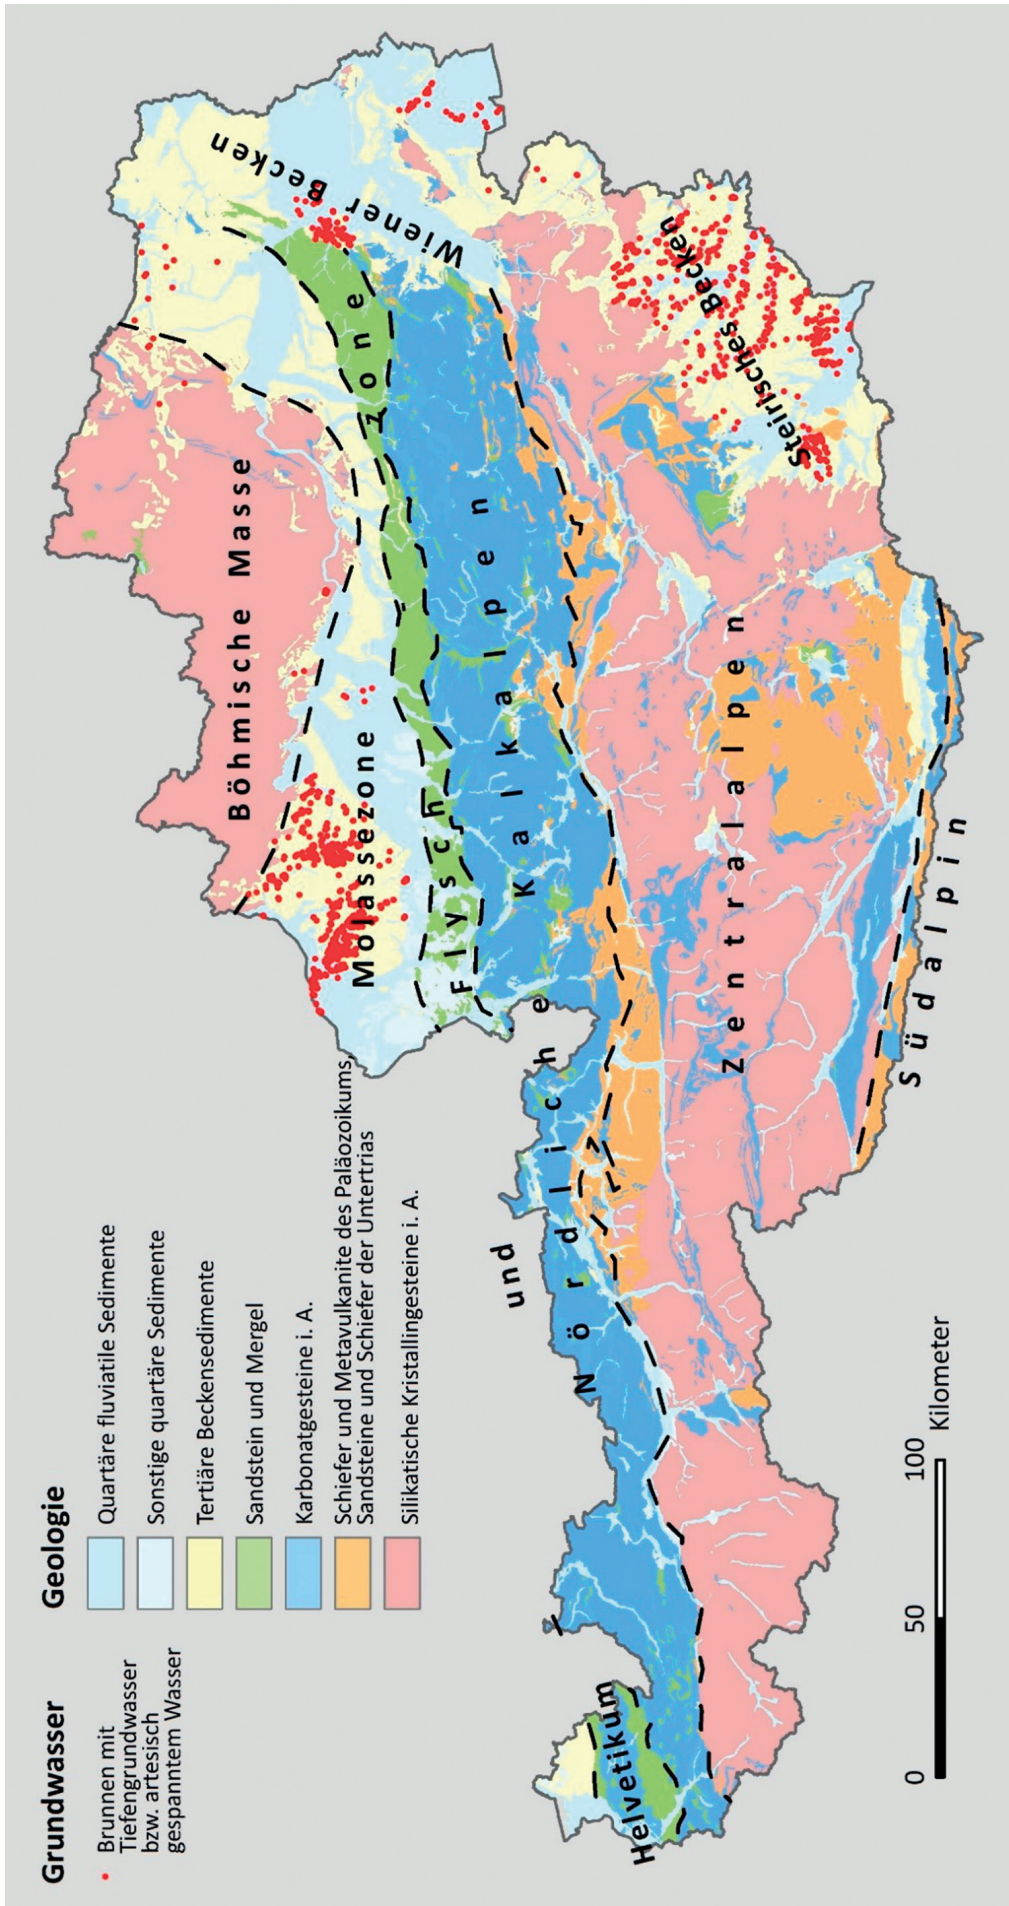 Grundwasser
Brunnen mit
Tiefengrundwasser
bzw. artesisch
gespanntem Wasser
Geologie
Quartäre fluviatile Sedimente
Sonstige quartäre Sedimente
Tertiäre Beckensedimente
Sandstein und Mergel
Karbonatgesteine i. A.
Schiefer und Metavulkanite des Paläozoikums,
Sandsteine und Schiefer der Untertrias
Silikatische Kristallingesteine i. A.
Böhmische Masse
Wiener Becken
Molassezone
Flyschzone
und
Helvetikum
Nördliche Kalkalpen
Zentralalpen
Steirisches Becken
Südalpin
0 50 100
Kilometer